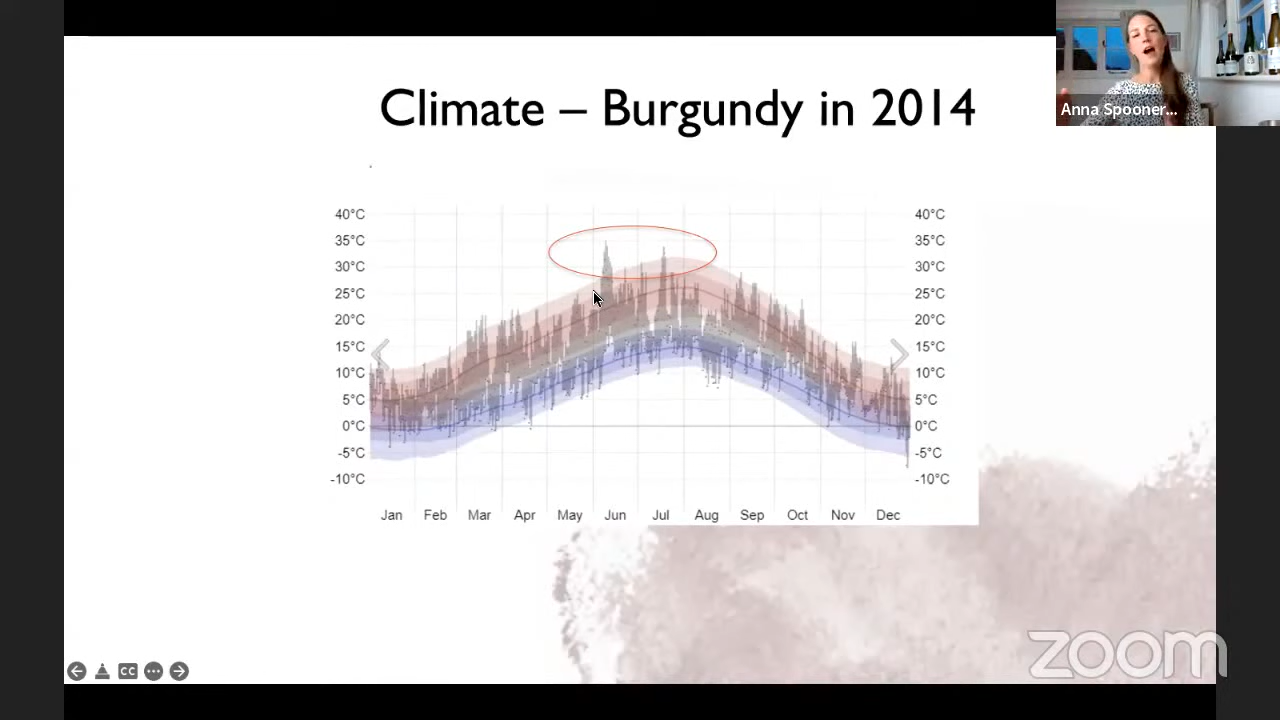 Climate – Burgundy in 2014
Anna Spooner...
40°C 40°C
35°C 35°C
30°C 30°C
25°C 25°C
20°C 20°C
15°C 15°C
10°C 10°C
5°C 5°C
0°C 0°C
-5°C -5°C
-10°C -10°C
Jan Feb Mar Apr May Jun Jul Aug Sep Oct Nov Dec
CC
zoom